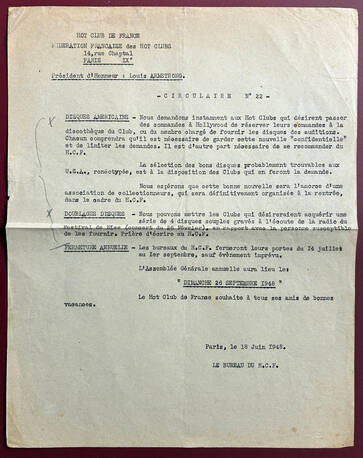 HOT CLUB DE FRANCE
FEDERATION FRANCAISE des HOT CLUBS
14,rue Chaptal
PARIS IX°
Président d'Honneur : Louis ARMSTRONG.
- CIRCULAIRE N° 22 -
DISQUES AMERICAINS - Nous demandons instamment aux Hot Clubs qui désirent passer
des commandes à Hollywood de réserver leurs commandes à la
discothèque du Club, ou du membre chargé de fournir les disques des auditions.
Chacun comprendra qu'il est nécessaire de garder cette nouvelle "confidentielle"
et de limiter les demandes. Il est d'autre part nécessaire de se recommander du
H.C.F.
La sélection des bons disques probablement trouvables aux
U.S.A, ronéotypée, est à la disposition des Clubs qui en feront la demande.
Nous espérons que cette bonne nouvelle sera l'amorce d'une
association de collectionneurs, qui sera définitivement organisée à la rentrée,
dans le cadre du H.C.F.
DOUBLAGES DISQUES - Nous pouvons mettre les Clubs qui désireraient acquérir une
série de 4 disques souples gravés à l'écoute de la radio du
Festival de Nice (concert du 26 Février), en rapport avec la personne susceptible
de les fournir. Prière d'écrire au H.C.F.
FERMETURE ANNUELLE - Les bureaux du H.C.F. fermeront leurs portes du 24 juillet
au 1er septembre, sauf évènement imprévu.
L'Assemblée Générale annuelle aura lieu le:
" DIMANCHE 26 SEPTEMBRE 1948 "
Le Hot Club de France souhaite à tous ses amis de bonnes
vacances.
Paris, le 18 Juin 1948.
LE BUREAU DU H.C.F.